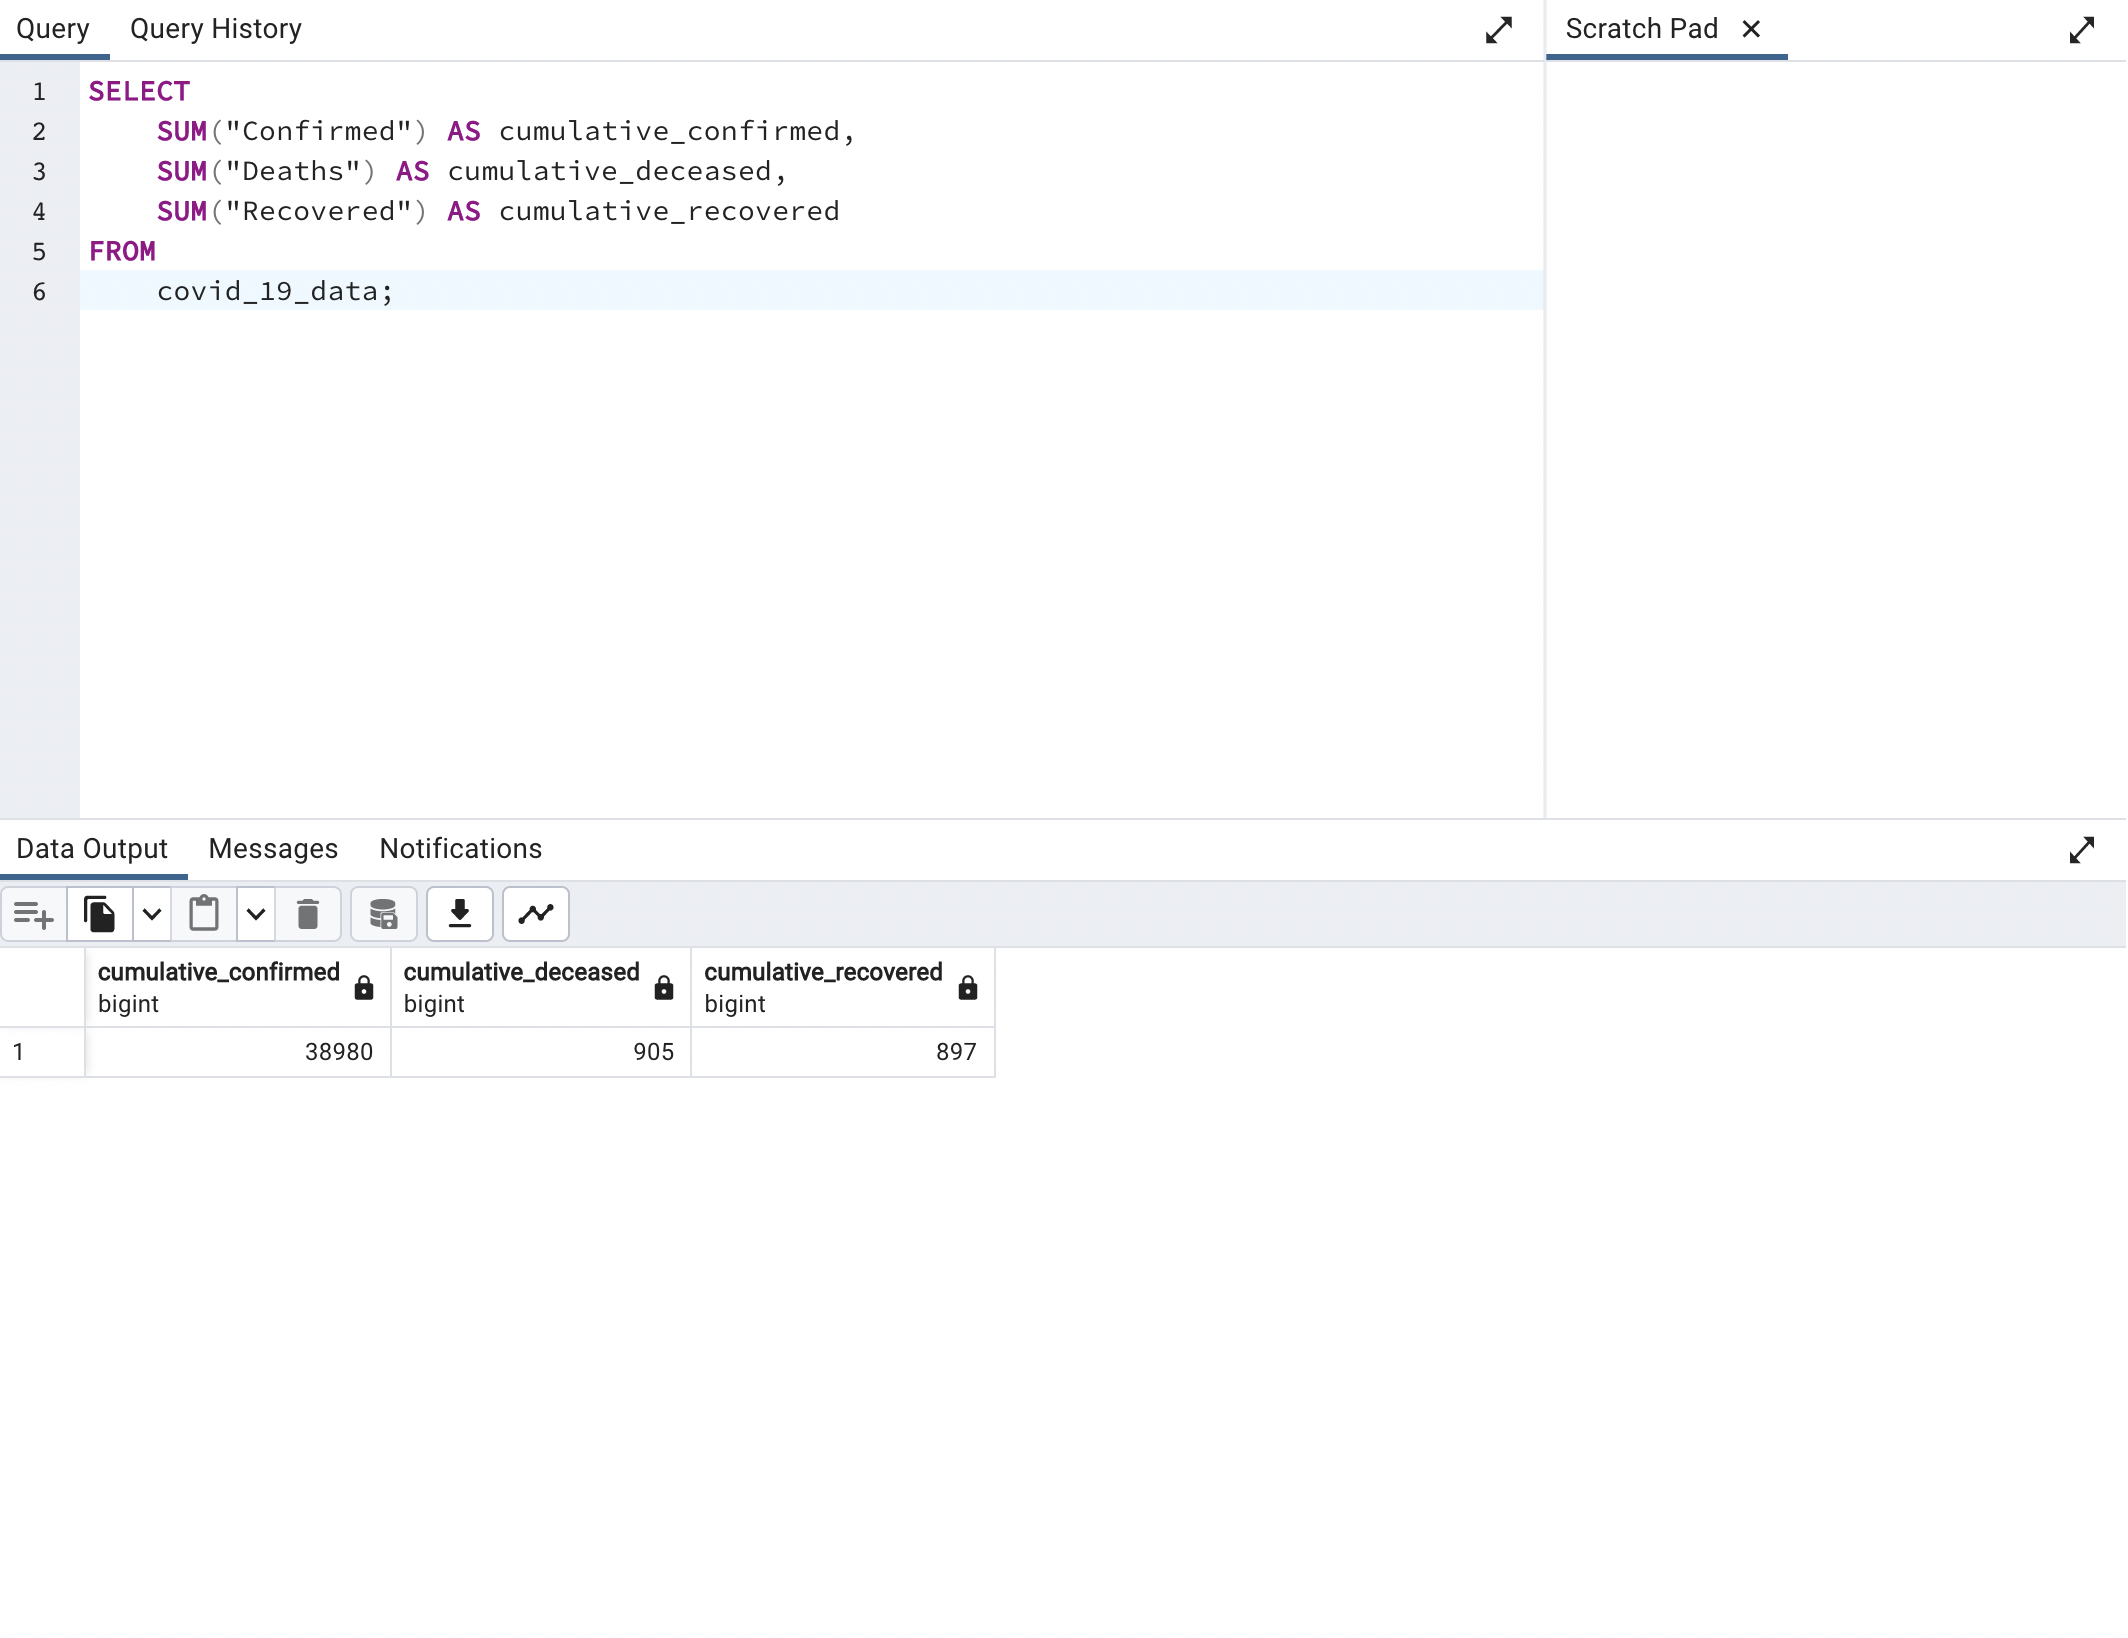 Query Query History Scratch Pad
1 SELECT
2 SUM("Confirmed") AS cumulative_confirmed,
3 SUM("Deaths") AS cumulative_deceased,
4 SUM("Recovered") AS cumulative_recovered
5 FROM
6 covid_19_data;
Data Output Messages Notifications
cumulative_confirmed cumulative_deceased cumulative_recovered
bigint bigint bigint
1 38980 905 897